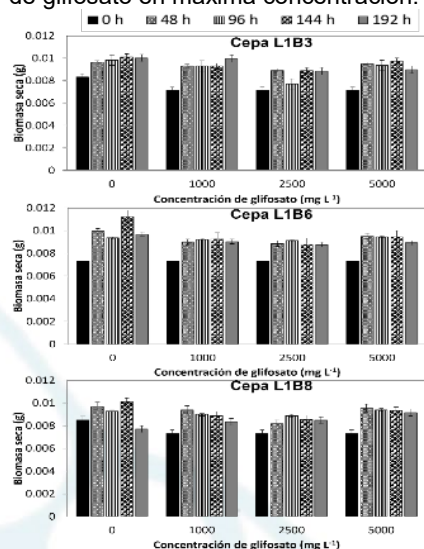 de glifosato en máxima concentración.
0 h 48 h 96 h 144 h 192 h
Cepa L1B3
Biomasa seca (g)
0.012
0.01
0.008
0.006
0.004
0.002
0
0 1000 2500 5000
Concentración de glifosato (mg L⁻¹)
Cepa L1B6
Biomasa seca (g)
0.012
0.01
0.008
0.006
0.004
0.002
0
0 1000 2500 5000
Concentración de glifosato (mg L⁻¹)
Cepa L1B8
Biomasa seca (g)
0.012
0.01
0.008
0.006
0.004
0.002
0
0 1000 2500 5000
Concentración de glifosato (mg L⁻¹)